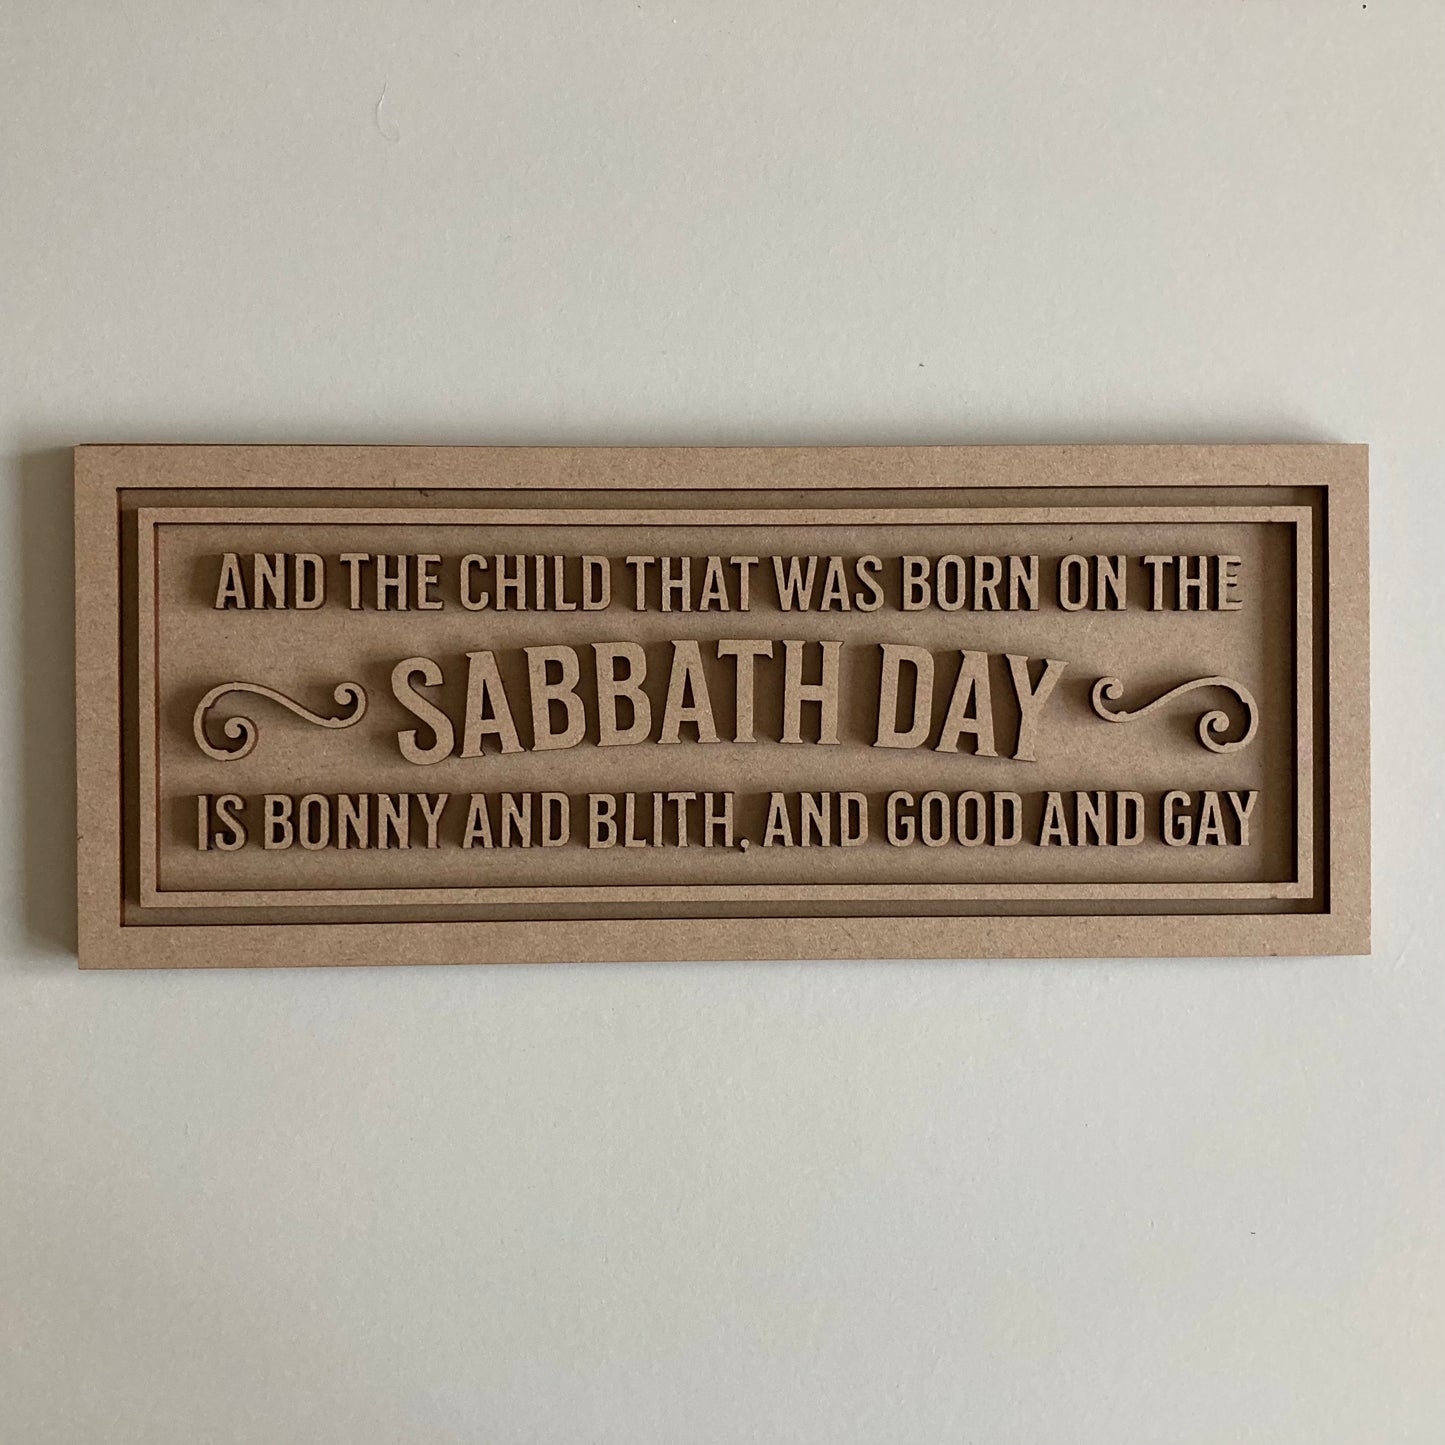 AND THE CHILD THAT WAS BORN ON THE
SABBATH DAY
IS BONNY AND BLITH, AND GOOD AND GAY